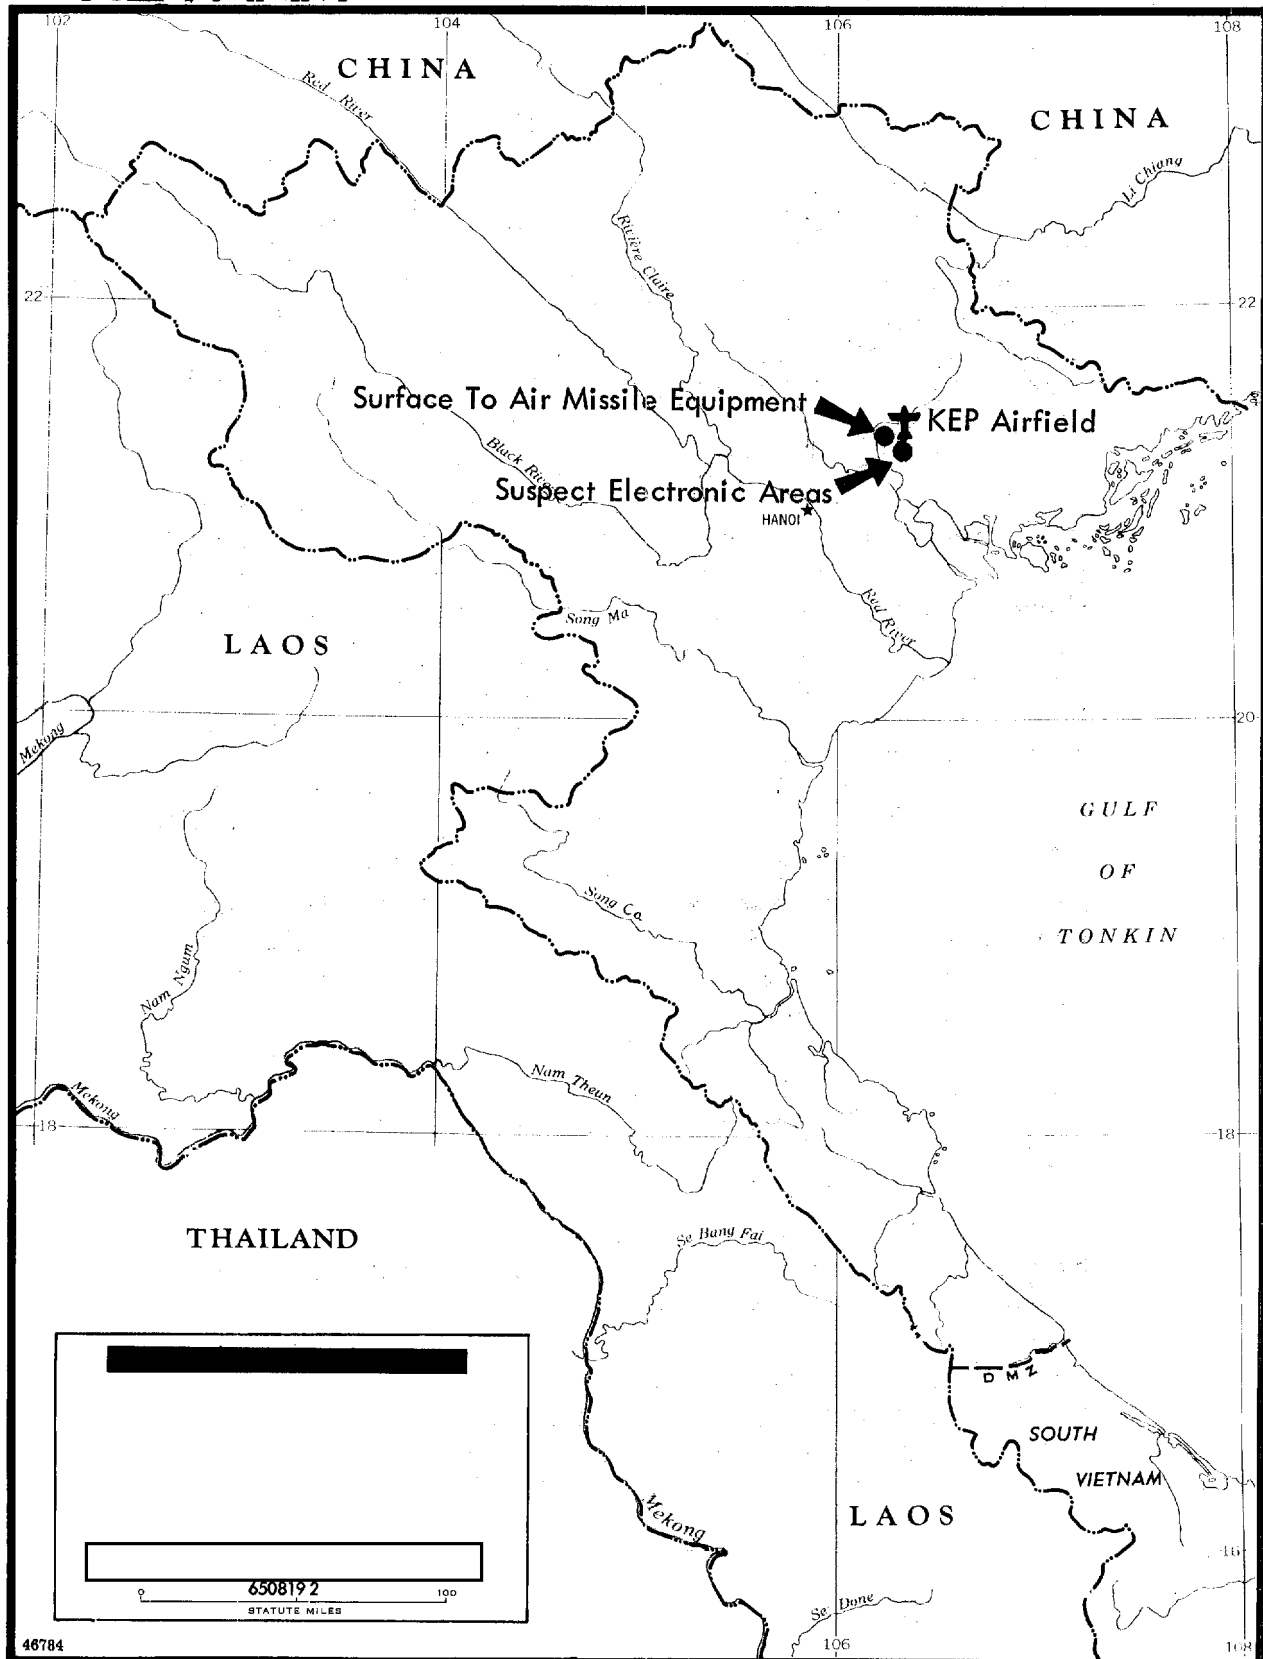 102
104
106
108
CHINA
Red River
CHINA
Li Chiang
Rivière Claire
22
22
Surface To Air Missile Equipment
KEP Airfield
Black River
Suspect Electronic Areas
HANOI
Red River
Song Ma
LAOS
Mekong
20
GULF
OF
TONKIN
Song Ca
Nam Ngum
Nam Theun
Mekong
18
18
THAILAND
Se Bang Fai
DMZ
SOUTH
VIETNAM
Mekong
LAOS
16
650819 2
0
100
STATUTE MILES
Se Done
46784
106
108